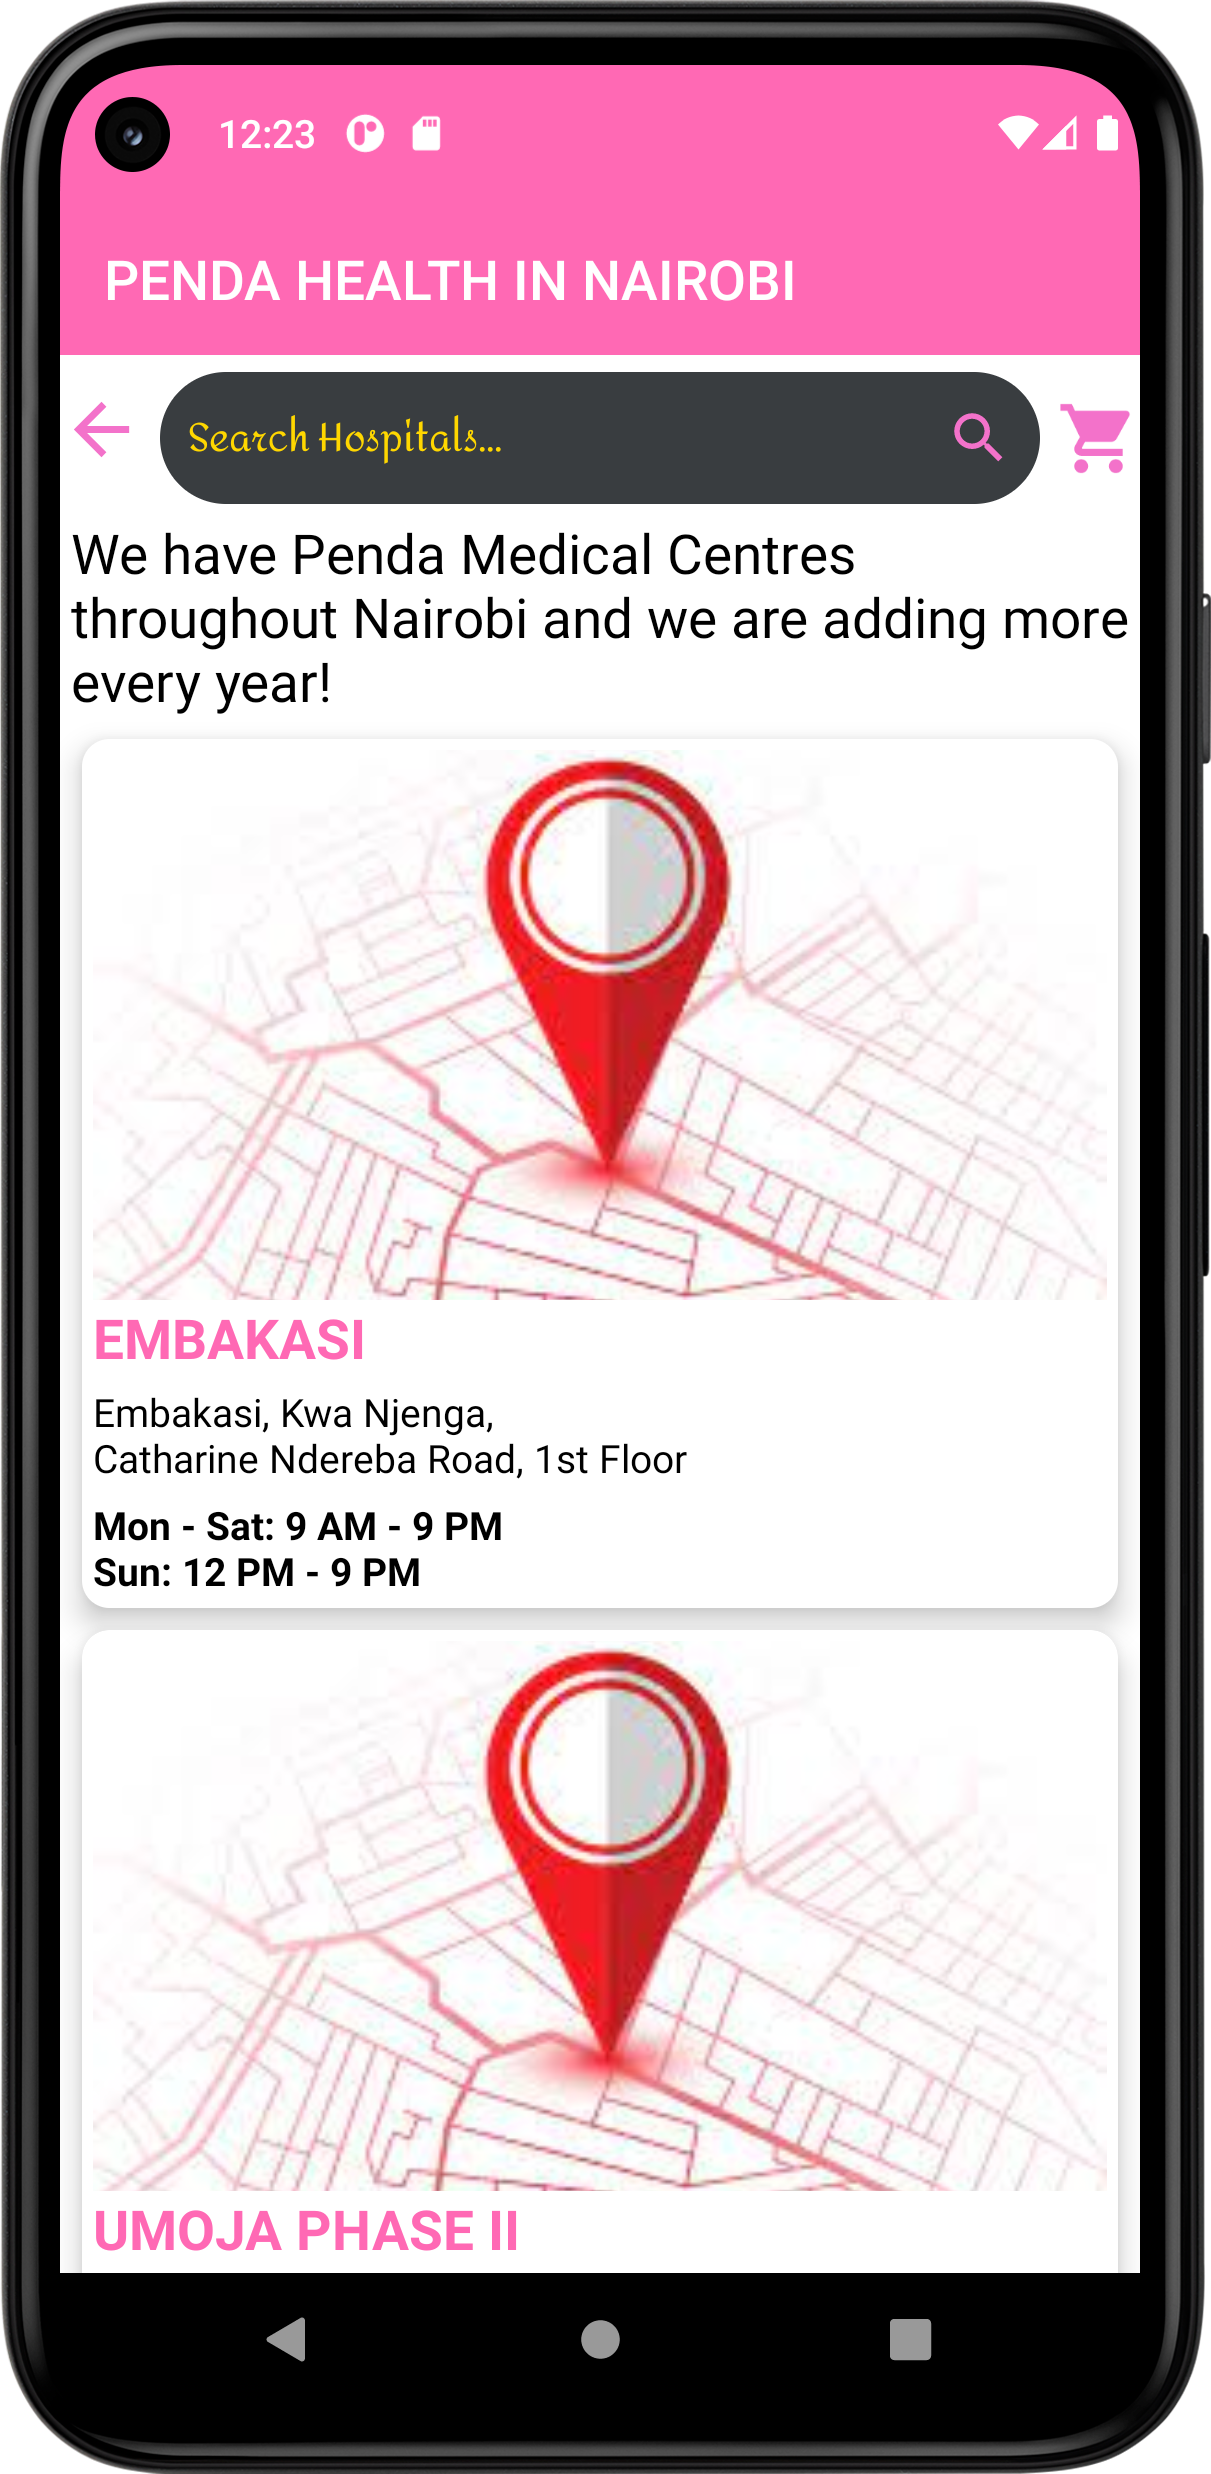 12:23
PENDA HEALTH IN NAIROBI
Search Hospitals...
We have Penda Medical Centres
throughout Nairobi and we are adding more
every year!
EMBAKASI
Embakasi, Kwa Njenga,
Catharine Ndereba Road, 1st Floor
Mon - Sat: 9 AM - 9 PM
Sun: 12 PM - 9 PM
UMOJA PHASE II